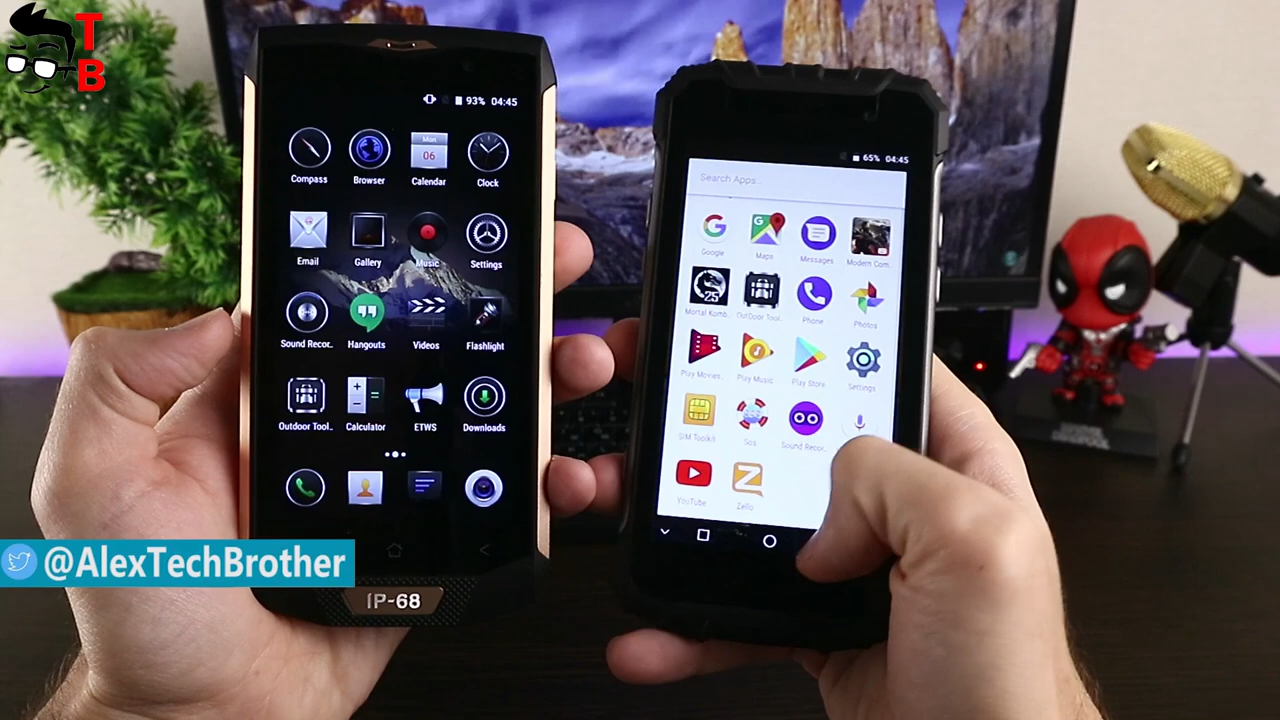 TB
93% 04:45
Compass Browser Calendar Clock
Mon
06
Email Gallery Music Settings
Sound Recor.. Hangouts Videos Flashlight
Outdoor Tool.. Calculator ETWS Downloads
IP-68
65% 04:45
Search Apps...
Google Maps Messages Modern Com..
25
Mortal Komb.. OutDoor Tool.. Phone Photos
Play Movies.. Play Music Play Store Settings
SIM Toolkit Sos Sound Recor..
YouTube Zello
@AlexTechBrother